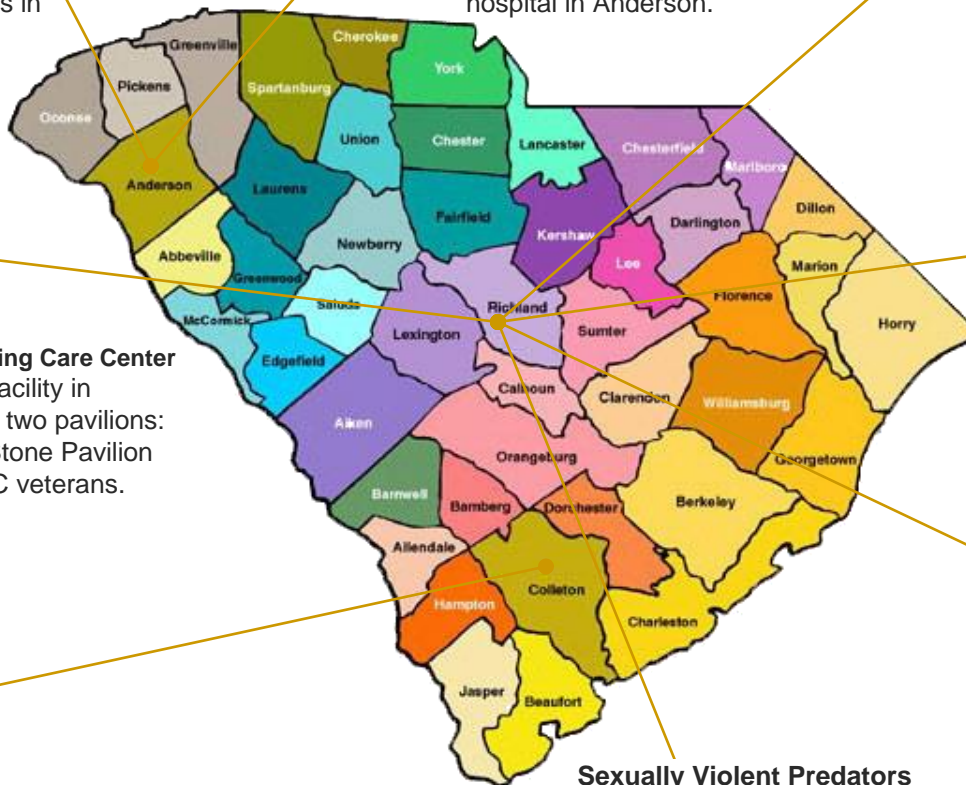 s in
hospital in Anderson.
Cherokee
Greenville
York
Pickens
Spartanburg
Oconee
Union
Chester
Lancaster
Chesterfield
Marlboro
Anderson
Laurens
Dillon
Fairfield
Darlington
Kershaw
Newberry
Abbeville
Lee
Marion
Greenwood
Florence
Saluda
Richland
McCormick
Lexington
Sumter
Horry
Edgefield
ing Care Center
acility in
two pavilions:
Stone Pavilion
C veterans.
Calhoun
Clarendon
Williamsburg
Aiken
Orangeburg
Georgetown
Barnwell
Bamberg
Dorchester
Berkeley
Allendale
Colleton
Hampton
Charleston
Jasper
Beaufort
Sexually Violent Predators